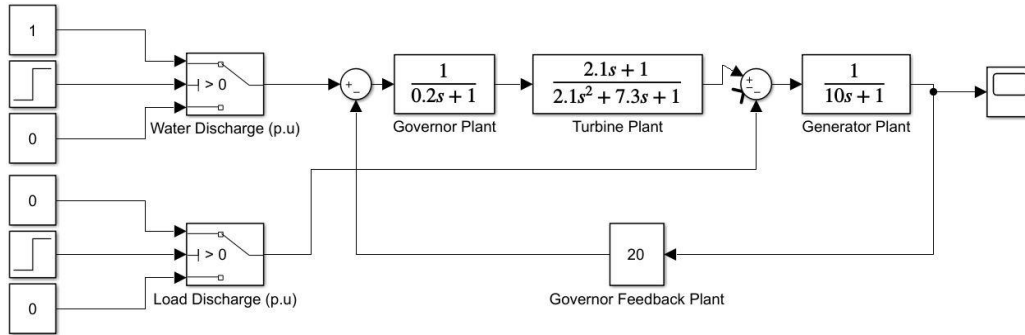 1
> 0
0
Water Discharge (p.u)
+
−
1
0.2s + 1
Governor Plant
2.1s + 1
2.1s² + 7.3s + 1
Turbine Plant
+
−
−
1
10s + 1
Generator Plant
0
> 0
0
Load Discharge (p.u)
20
Governor Feedback Plant